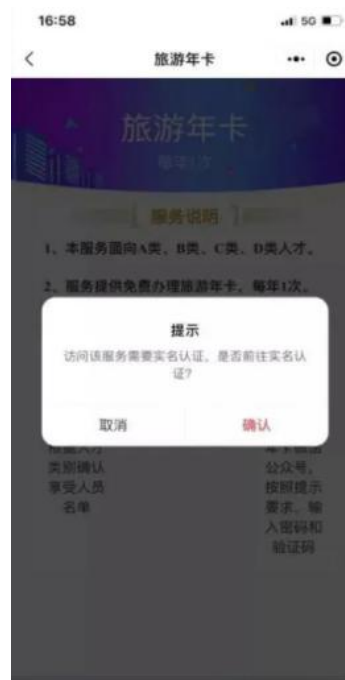 16:58
5G
旅游年卡
旅游年卡
每年1次
服务说明
1、本服务面向A类、B类、C类、D类人才。
2、服务提供免费办理旅游年卡，每年1次。
提示
访问该服务需要实名认证，是否前往实名认
证?
取消
确认
类别确认
享受人员
名单
公众号，
按照提示
要求，输
入密码和
验证码